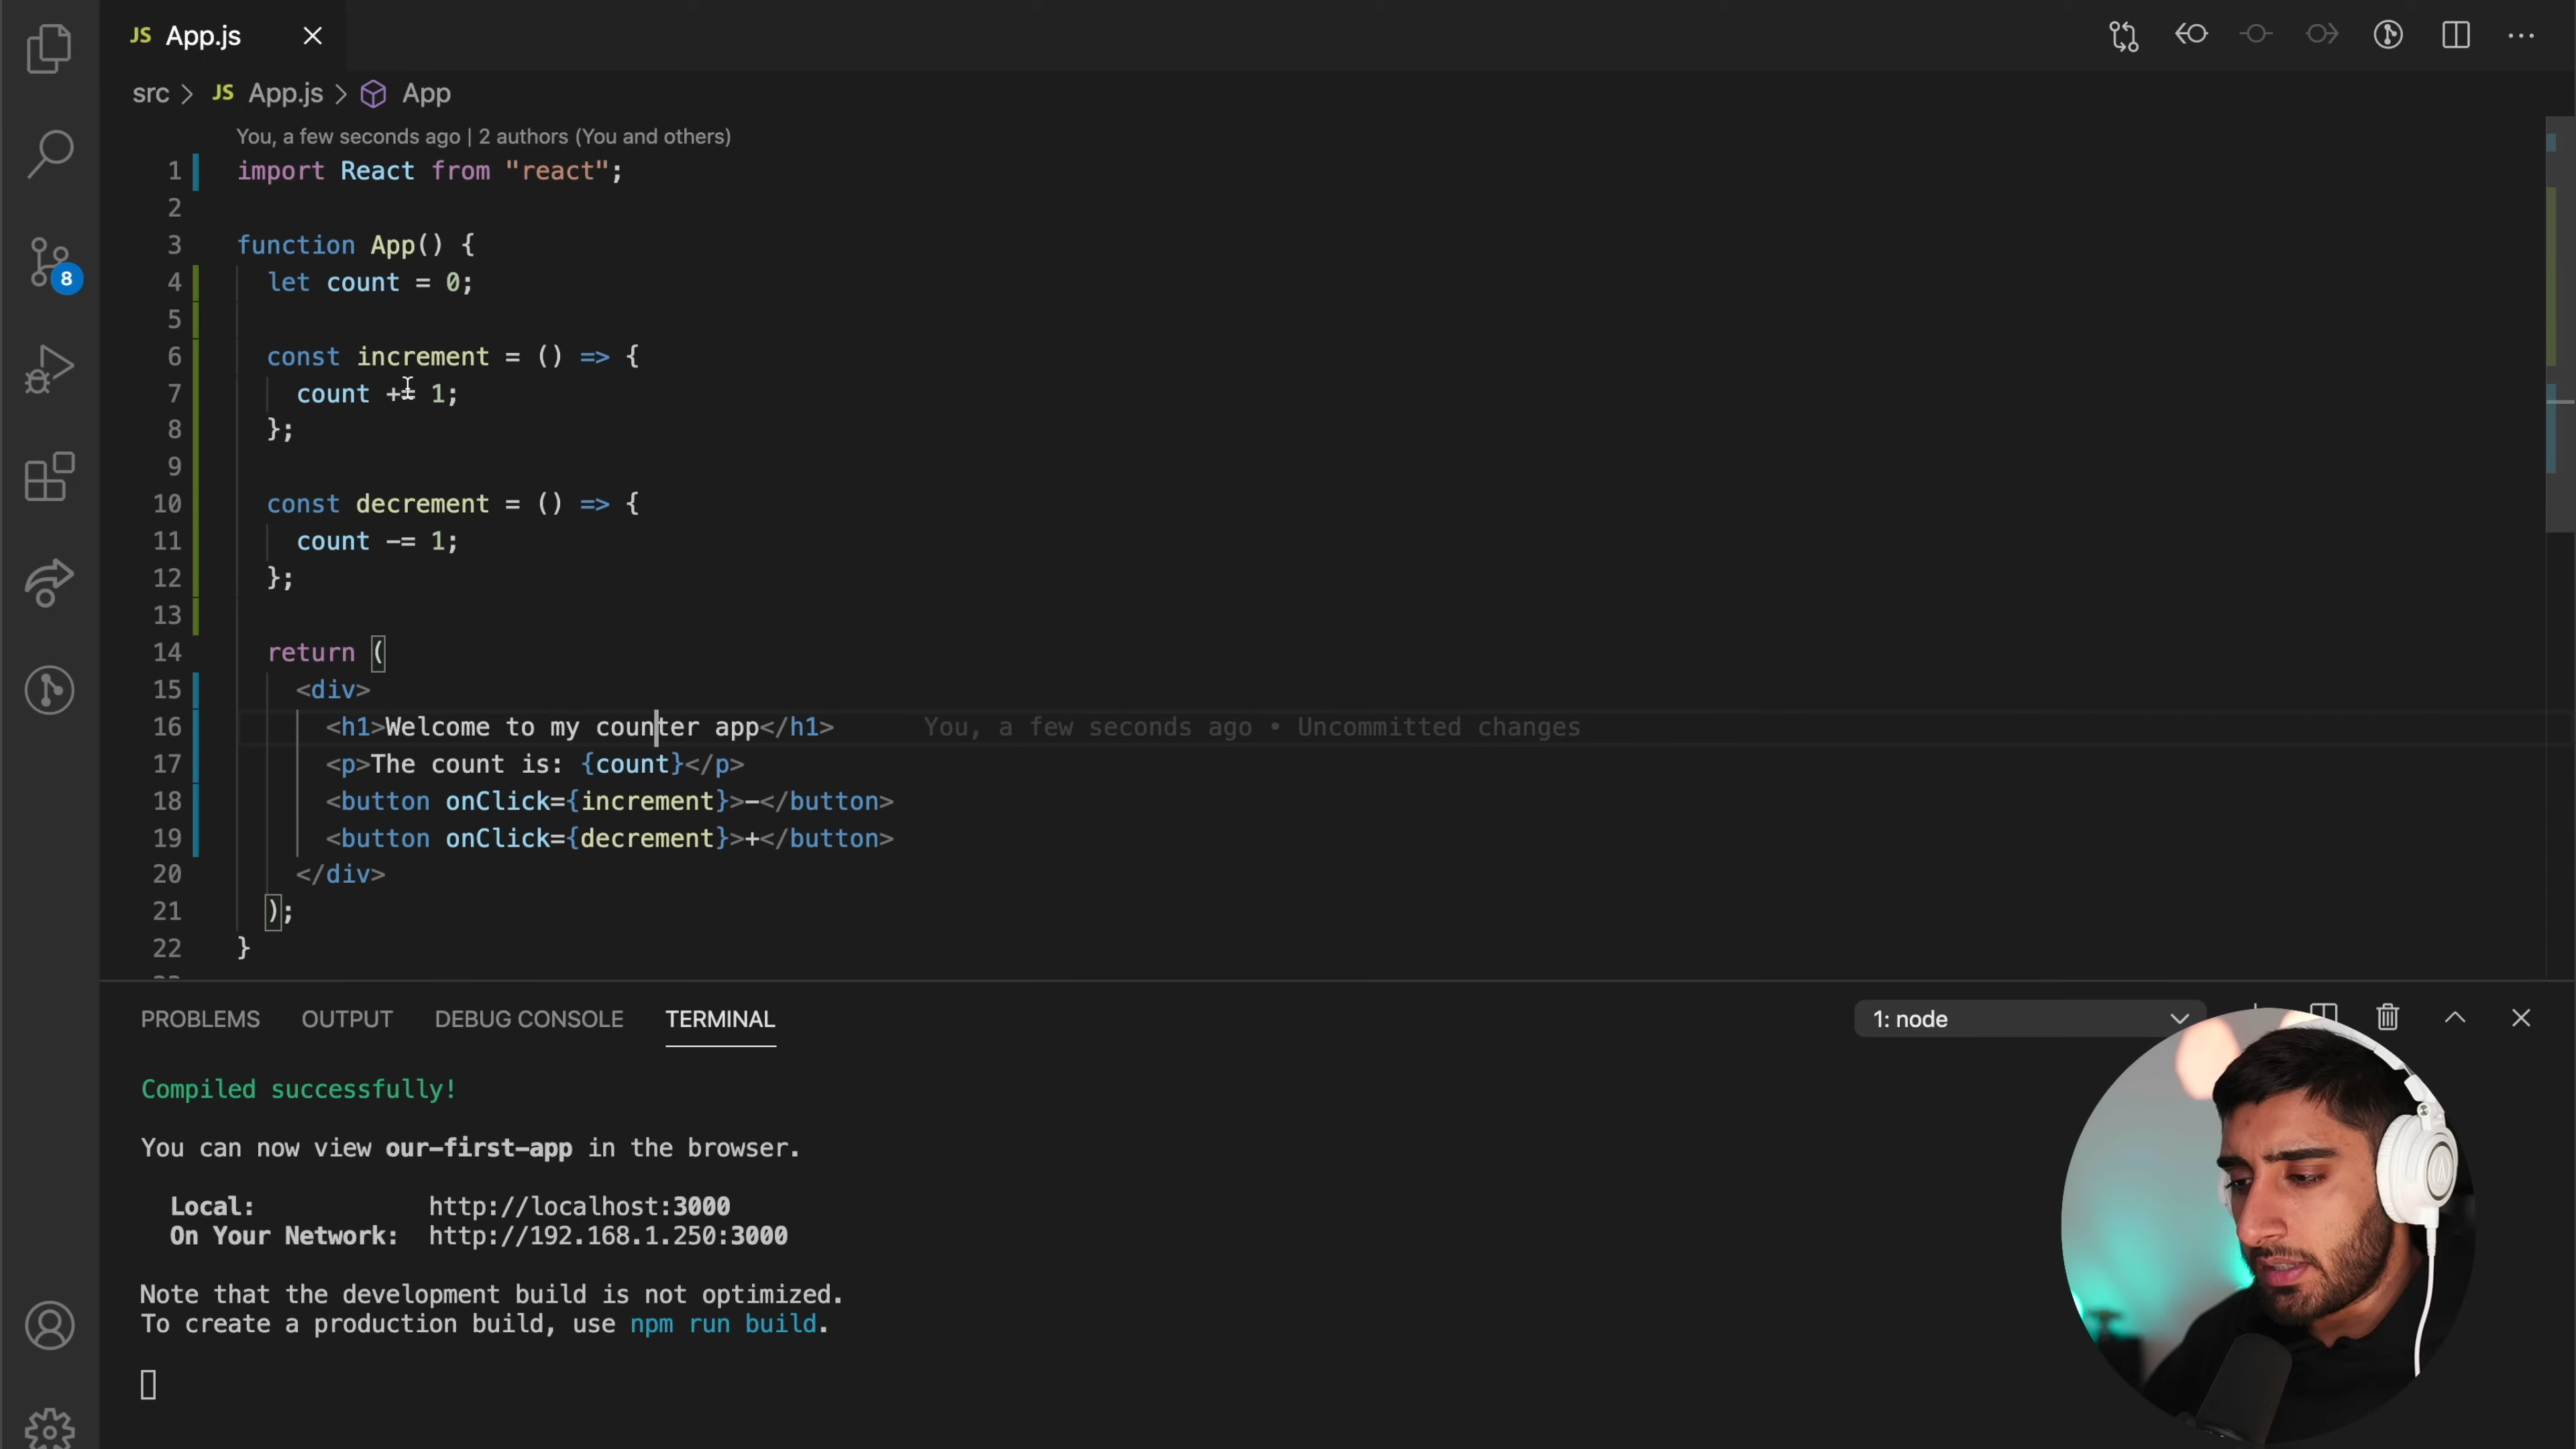 JS App.js
src > JS App.js > App
You, a few seconds ago | 2 authors (You and others)
1 import React from "react";
2
3 function App() {
4 let count = 0;
5
6 const increment = () => {
7 count += 1;
8 };
9
10 const decrement = () => {
11 count -= 1;
12 };
13
14 return (
15 <div>
16 <h1>Welcome to my counter app</h1> You, a few seconds ago • Uncommitted changes
17 <p>The count is: {count}</p>
18 <button onClick={increment}>-</button>
19 <button onClick={decrement}>+</button>
20 </div>
21 );
22 }
8
PROBLEMS OUTPUT DEBUG CONSOLE TERMINAL 1: node
Compiled successfully!
You can now view our-first-app in the browser.
Local: http://localhost:3000
On Your Network: http://192.168.1.250:3000
Note that the development build is not optimized.
To create a production build, use npm run build.